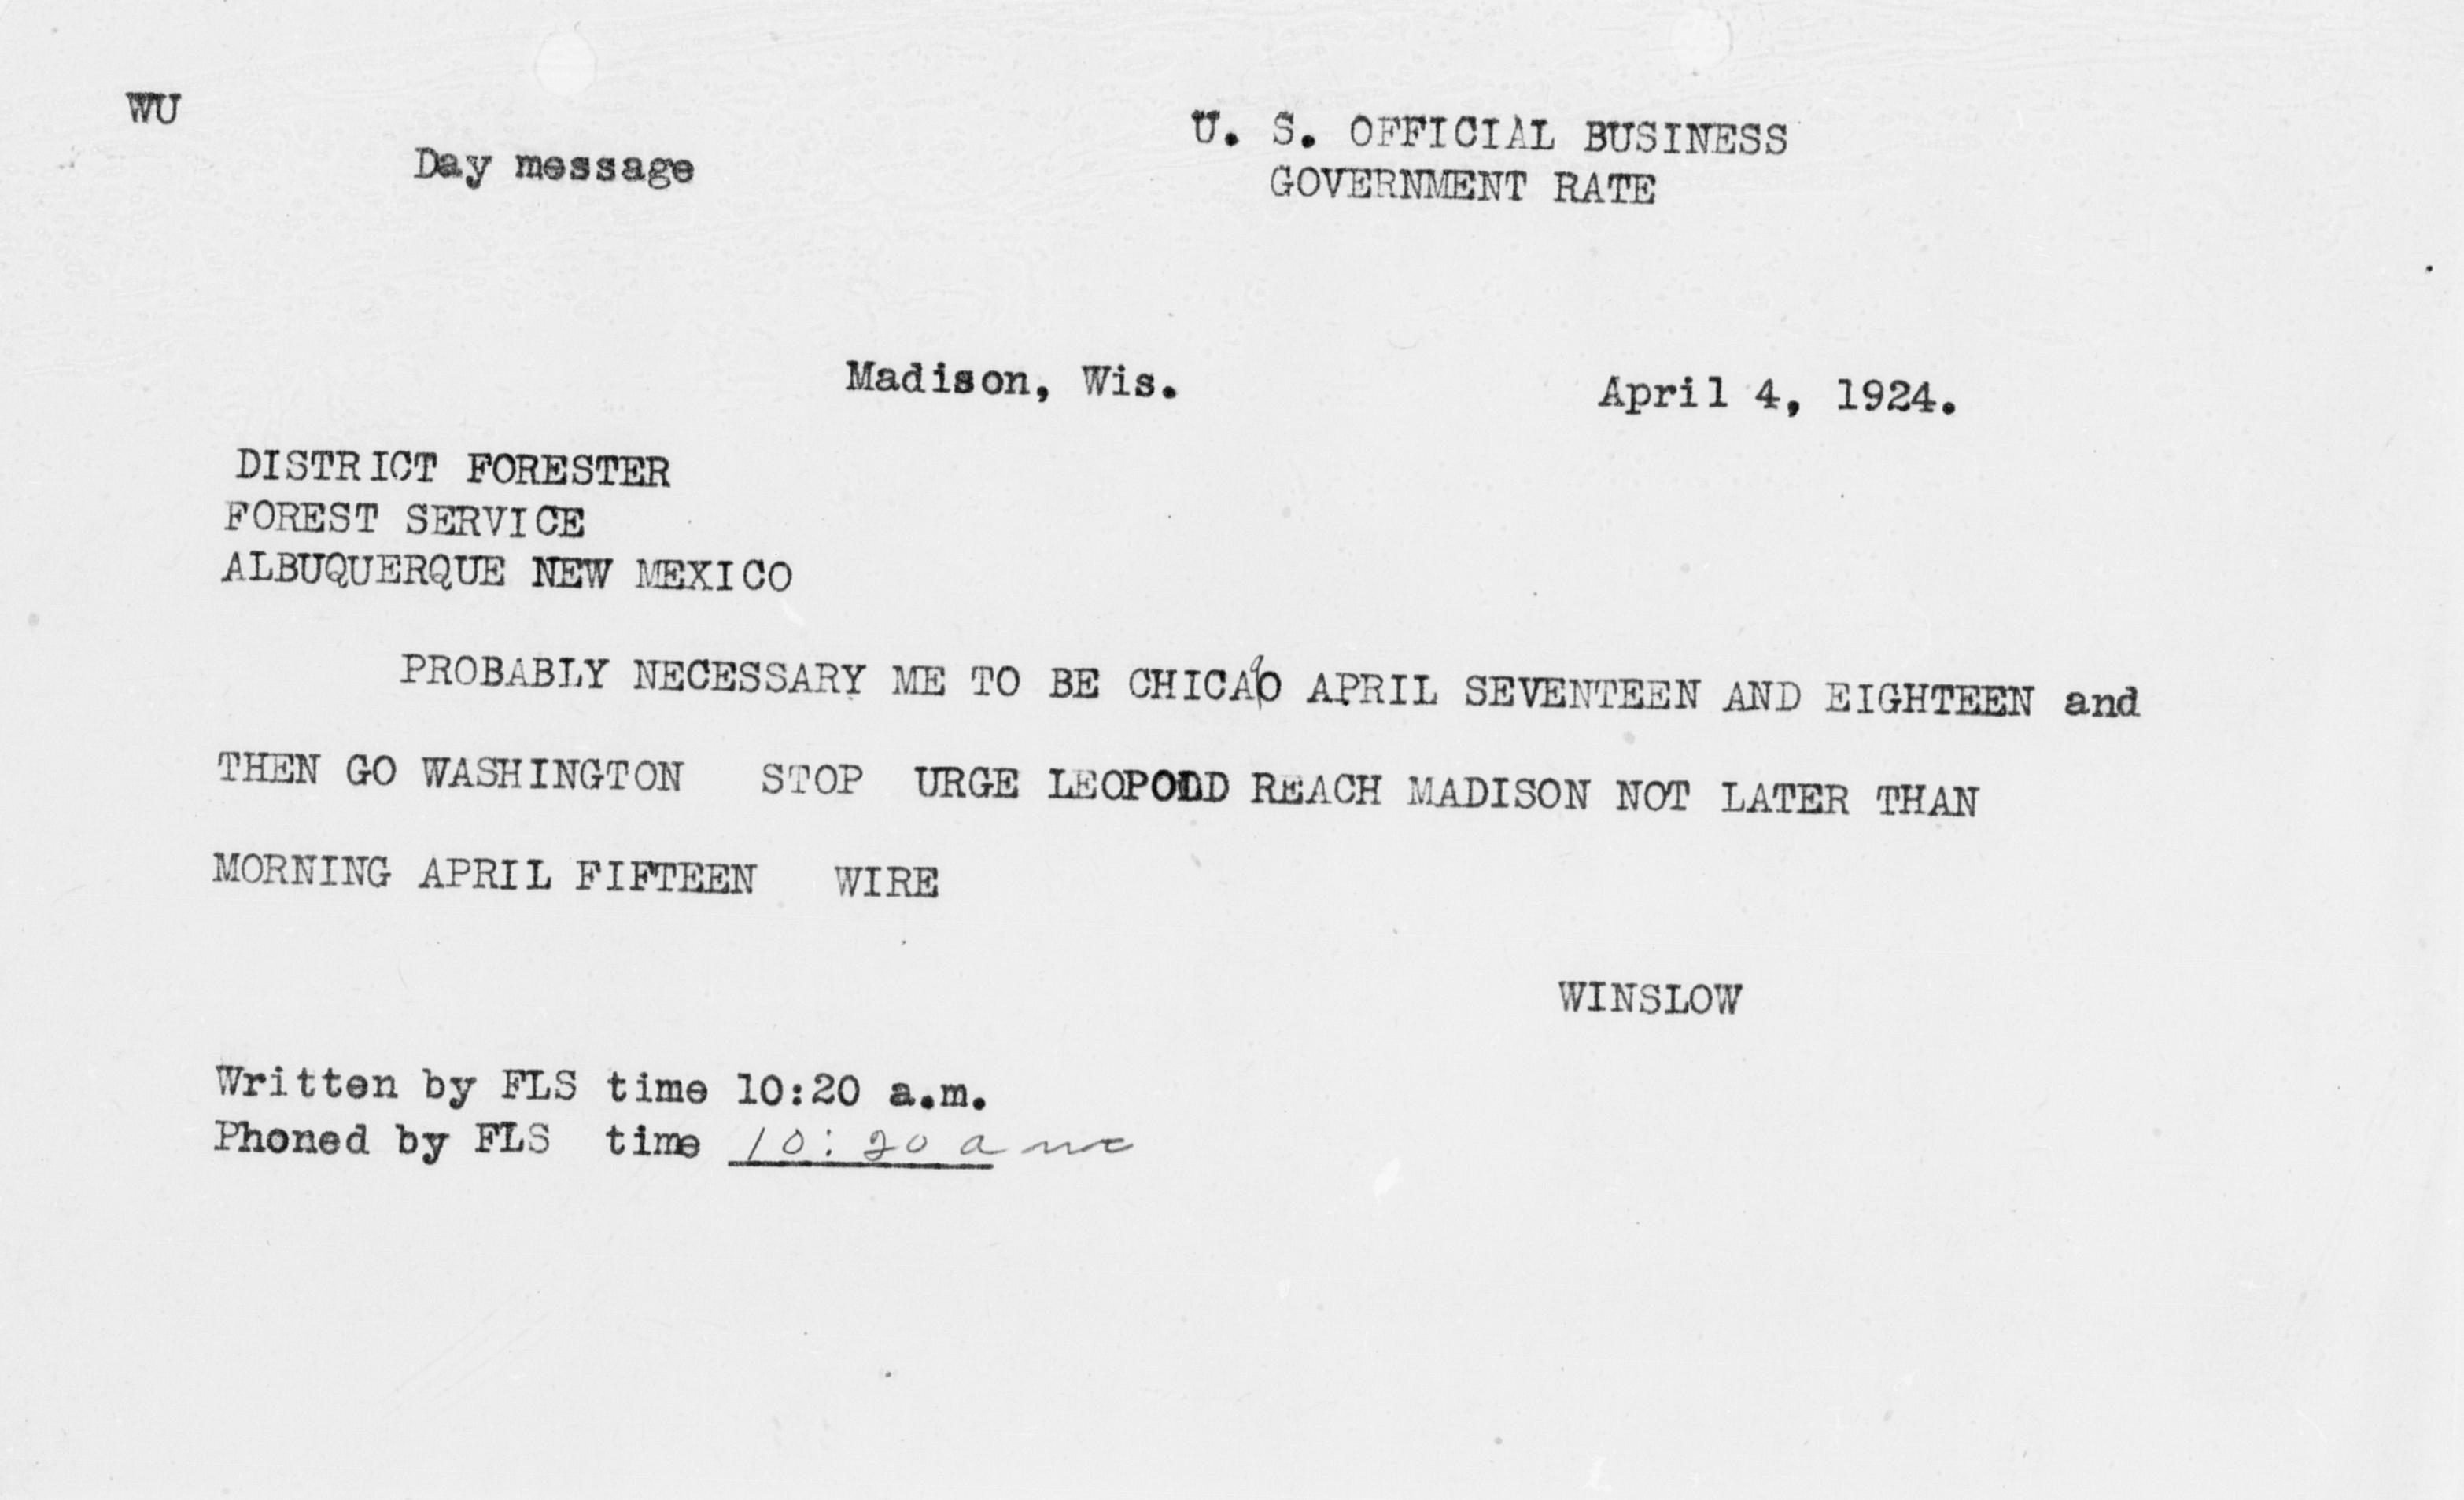 WU
Day message
U. S. OFFICIAL BUSINESS
GOVERNMENT RATE
Madison, Wis. April 4, 1924.
DISTRICT FORESTER
FOREST SERVICE
ALBUQUERQUE NEW MEXICO
PROBABLY NECESSARY ME TO BE CHICAgO APRIL SEVENTEEN AND EIGHTEEN and
THEN GO WASHINGTON STOP URGE LEOPOLD REACH MADISON NOT LATER THAN
MORNING APRIL FIFTEEN WIRE
WINSLOW
Written by FLS time 10:20 a.m.
Phoned by FLS time 10:20 am